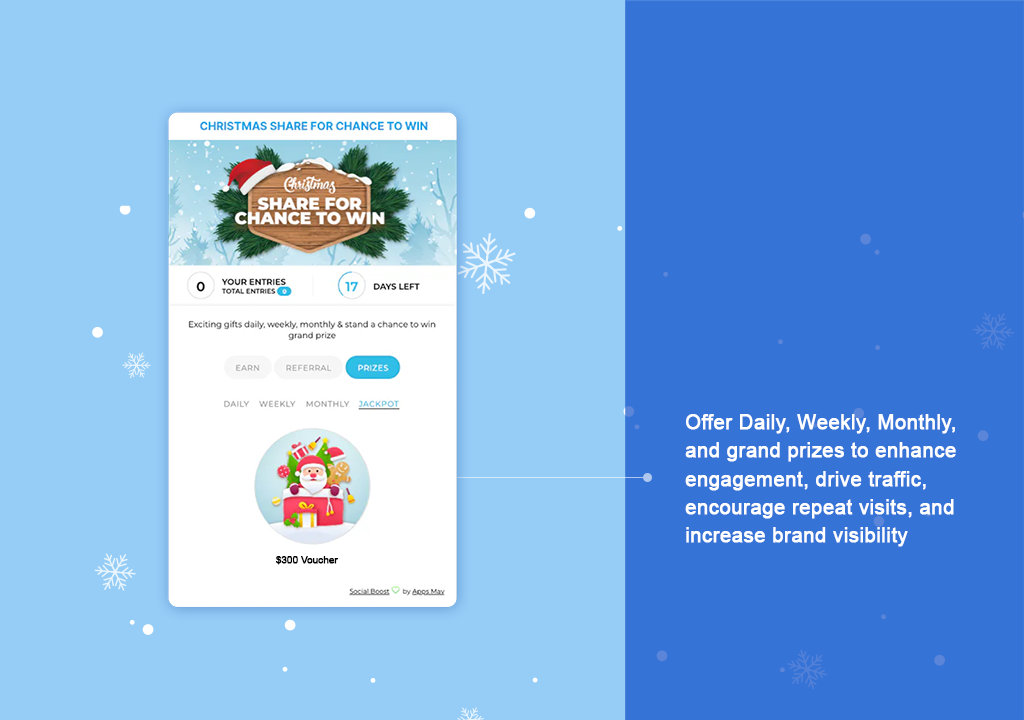 CHRISTMAS SHARE FOR CHANCE TO WIN
Christmas
SHARE FOR
CHANCE TO WIN
0
YOUR ENTRIES
TOTAL ENTRIES 0
17
DAYS LEFT
Exciting gifts daily, weekly, monthly & stand a chance to win
grand prize
EARN
REFERRAL
PRIZES
DAILY
WEEKLY
MONTHLY
JACKPOT
$300 Voucher
Social Boost by Apps Mav
Offer Daily, Weekly, Monthly,
and grand prizes to enhance
engagement, drive traffic,
encourage repeat visits, and
increase brand visibility